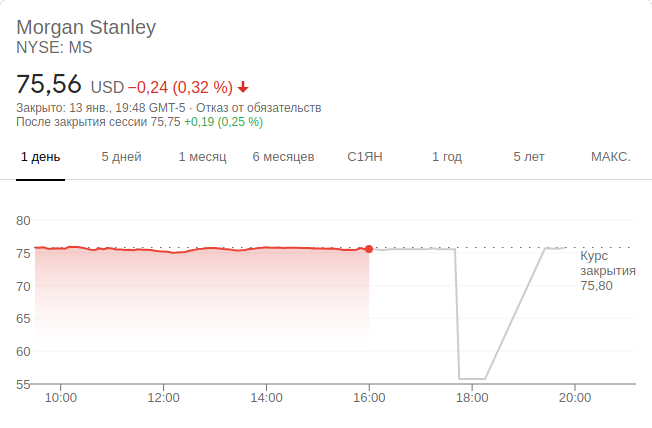 Morgan Stanley
NYSE: MS
75,56 USD −0,24 (0,32 %)
Закрыто: 13 янв., 19:48 GMT-5 · Отказ от обязательств
После закрытия сессии 75,75 +0,19 (0,25 %)
1 день 5 дней 1 месяц 6 месяцев С1ЯН 1 год 5 лет МАКС.
80
75
70
65
60
55
Курс
закрытия
75,80
10:00 12:00 14:00 16:00 18:00 20:00